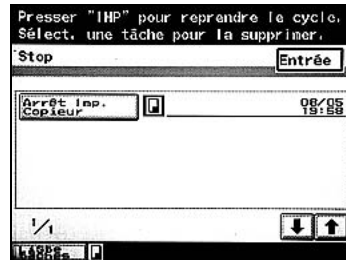 Presser "IMP" pour reprendre le cycle.
Sélect. une tâche pour la supprimer.
Stop
Entrée
Arrêt Imp.
Copieur
08/05
19:58
1/1